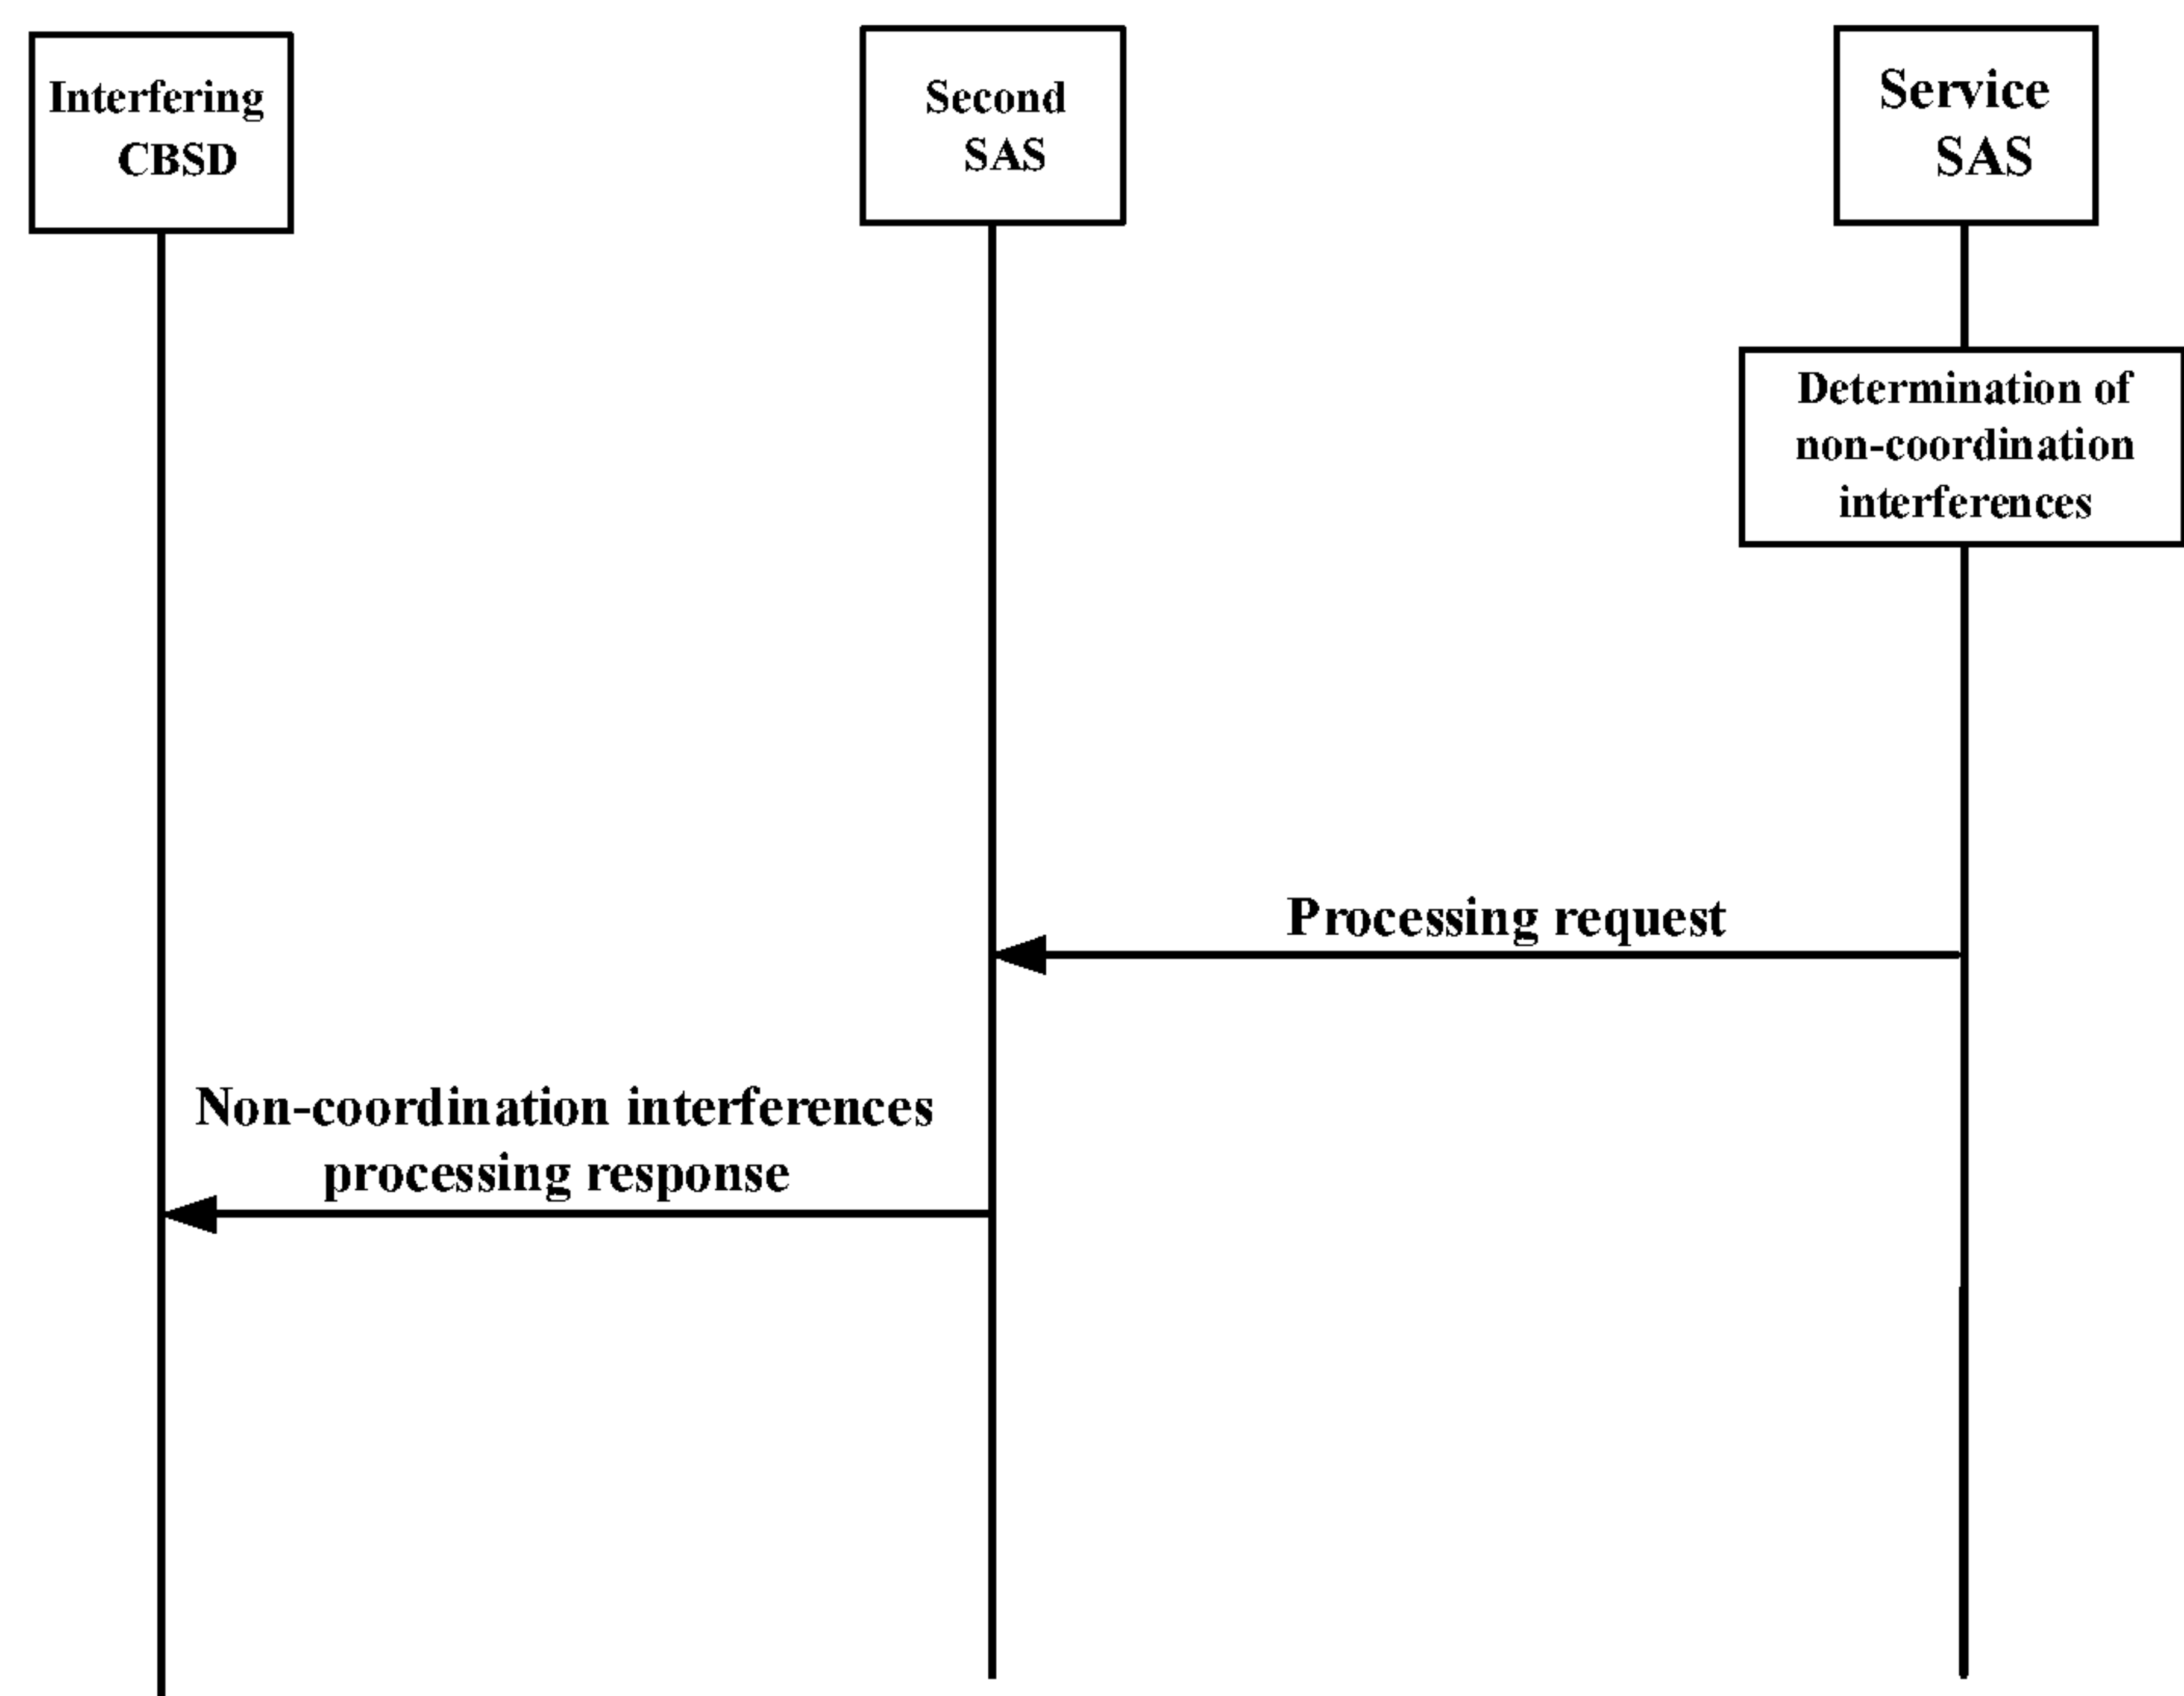 Interfering
CBSD
Second
SAS
Service
SAS
Determination of
non-coordination
interferences
Processing request
Non-coordination interferences
processing response